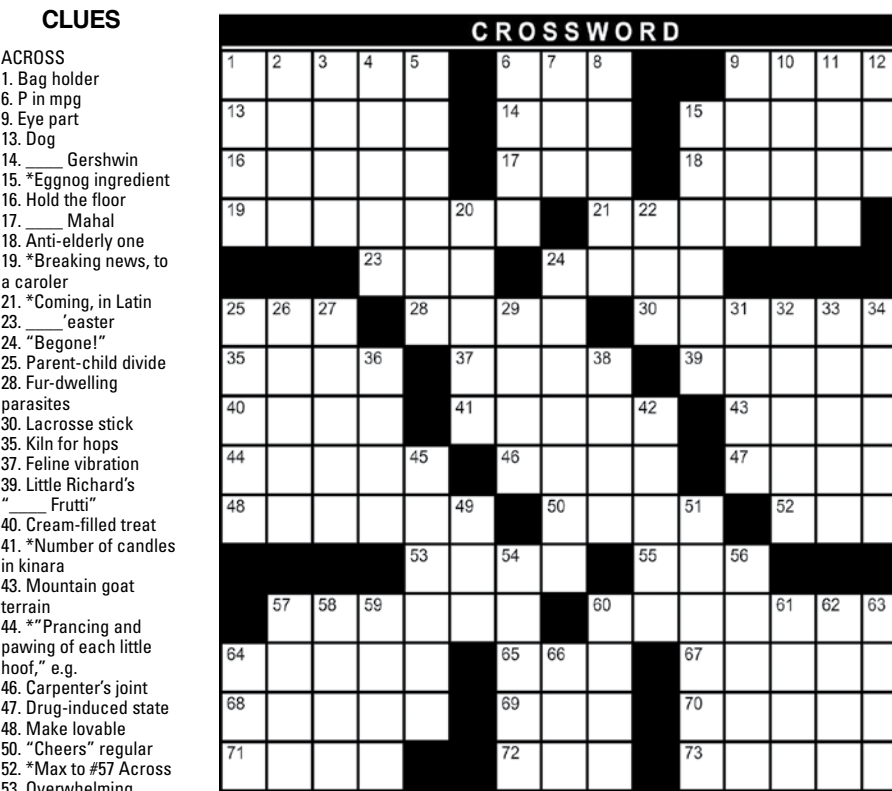 CLUES
ACROSS
1. Bag holder
6. P in mpg
9. Eye part
13. Dog
14. ____ Gershwin
15. *Eggnog ingredient
16. Hold the floor
17. ____ Mahal
18. Anti-elderly one
19. *Breaking news, to
a caroler
21. *Coming, in Latin
23. ____'easter
24. “Begone!”
25. Parent-child divide
28. Fur-dwelling
parasites
30. Lacrosse stick
35. Kiln for hops
37. Feline vibration
39. Little Richard's
“____ Frutti”
40. Cream-filled treat
41. *Number of candles
in kinara
43. Mountain goat
terrain
44. *”Prancing and
pawing of each little
hoof,” e.g.
46. Carpenter's joint
47. Drug-induced state
48. Make lovable
50. “Cheers” regular
52. *Max to #57 Across
53. Overwhelming
CROSSWORD
1 2 3 4 5 6 7 8 9 10 11 12
13 14 15
16 17 18
19 20 21 22
23 24
25 26 27 28 29 30 31 32 33 34
35 36 37 38 39
40 41 42 43
44 45 46 47
48 49 50 51 52
53 54 55 56
57 58 59 60 61 62 63
64 65 66 67
68 69 70
71 72 73